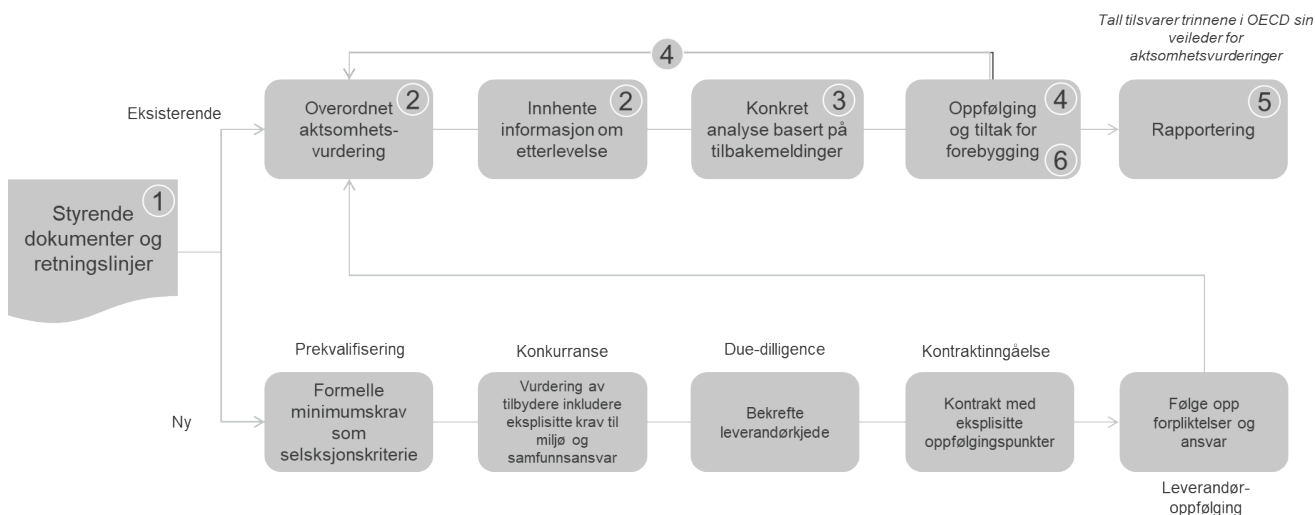 Tall tilsvarer trinnene i OECD sin
veileder for
aktsomhetsvurderinger
4
Eksisterende
Overordnet
aktsomhets-
vurdering
2
Innhente
informasjon om
etterlevelse
2
Konkret
analyse basert på
tilbakemeldinger
3
Oppfølging
og tiltak for
forebygging
4
6
Rapportering
5
Styrende
dokumenter og
retningslinjer
1
Ny
Prekvalifisering
Formelle
minimumskrav
som
selsksjonskriterie
Konkurranse
Vurdering av
tilbydere inkludere
eksplisitte krav til
miljø og
samfunnsansvar
Due-dilligence
Bekrefte
leverandørkjede
Kontraktinngåelse
Kontrakt med
eksplisitte
oppfølgingspunkter
Følge opp
forpliktelser og
ansvar
Leverandør-
oppfølging